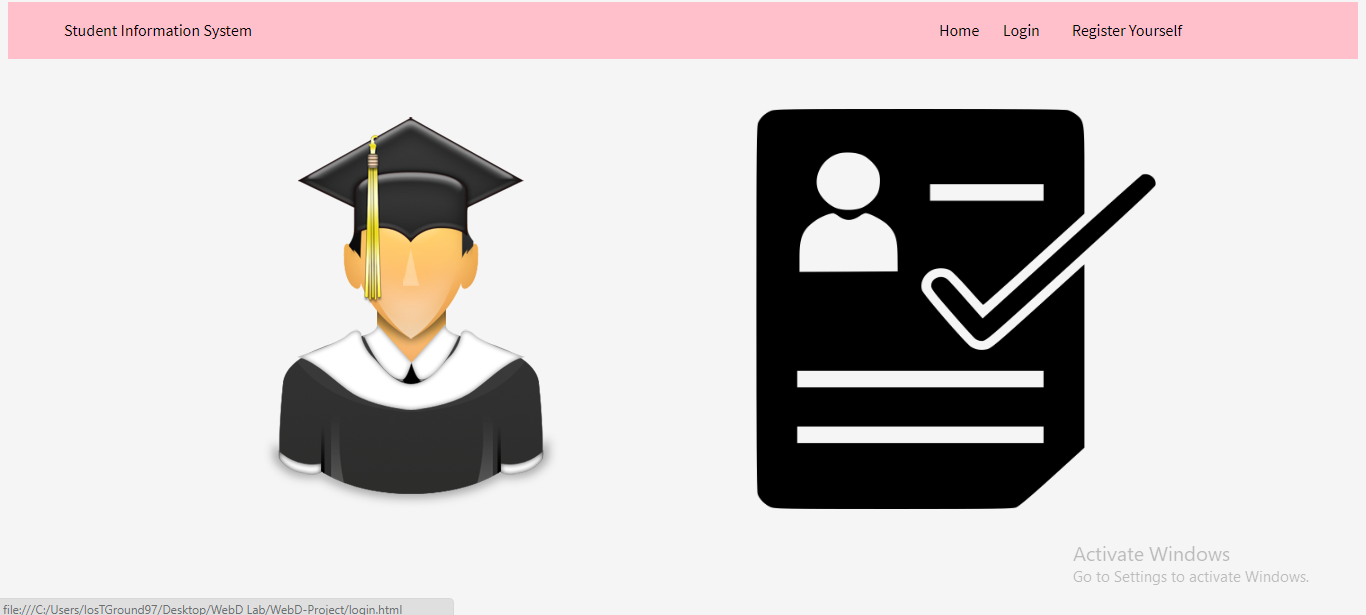 Student Information System
Home Login Register Yourself
Activate Windows
Go to Settings to activate Windows.
file:///C:/Users/losTGround97/Desktop/WebD Lab/WebD-Project/login.html